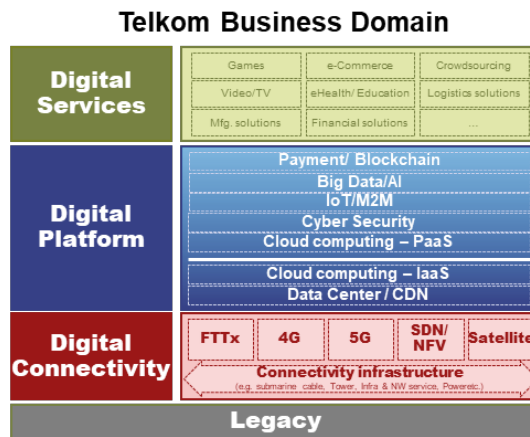 Telkom Business Domain
Digital
Services
Games
e-Commerce
Crowdsourcing
Video/TV
eHealth/ Education
Logistics solutions
Mfg. solutions
Financial solutions
...
Digital
Platform
Payment/ Blockchain
Big Data/AI
IoT/M2M
Cyber Security
Cloud computing – PaaS
Cloud computing – IaaS
Data Center / CDN
Digital
Connectivity
FTTx
4G
5G
SDN/
NFV
Satellite
Connectivity infrastructure
(e.g. submarine cable, Tower, Infra & NW service, Poweretc.)
Legacy